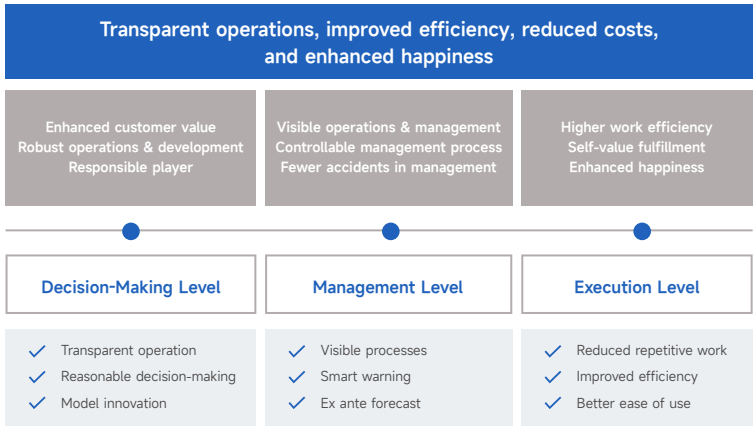 Transparent operations, improved efficiency, reduced costs,
and enhanced happiness
Enhanced customer value
Robust operations & development
Responsible player
Visible operations & management
Controllable management process
Fewer accidents in management
Higher work efficiency
Self-value fulfillment
Enhanced happiness
Decision-Making Level
Management Level
Execution Level
Transparent operation
Reasonable decision-making
Model innovation
Visible processes
Smart warning
Ex ante forecast
Reduced repetitive work
Improved efficiency
Better ease of use